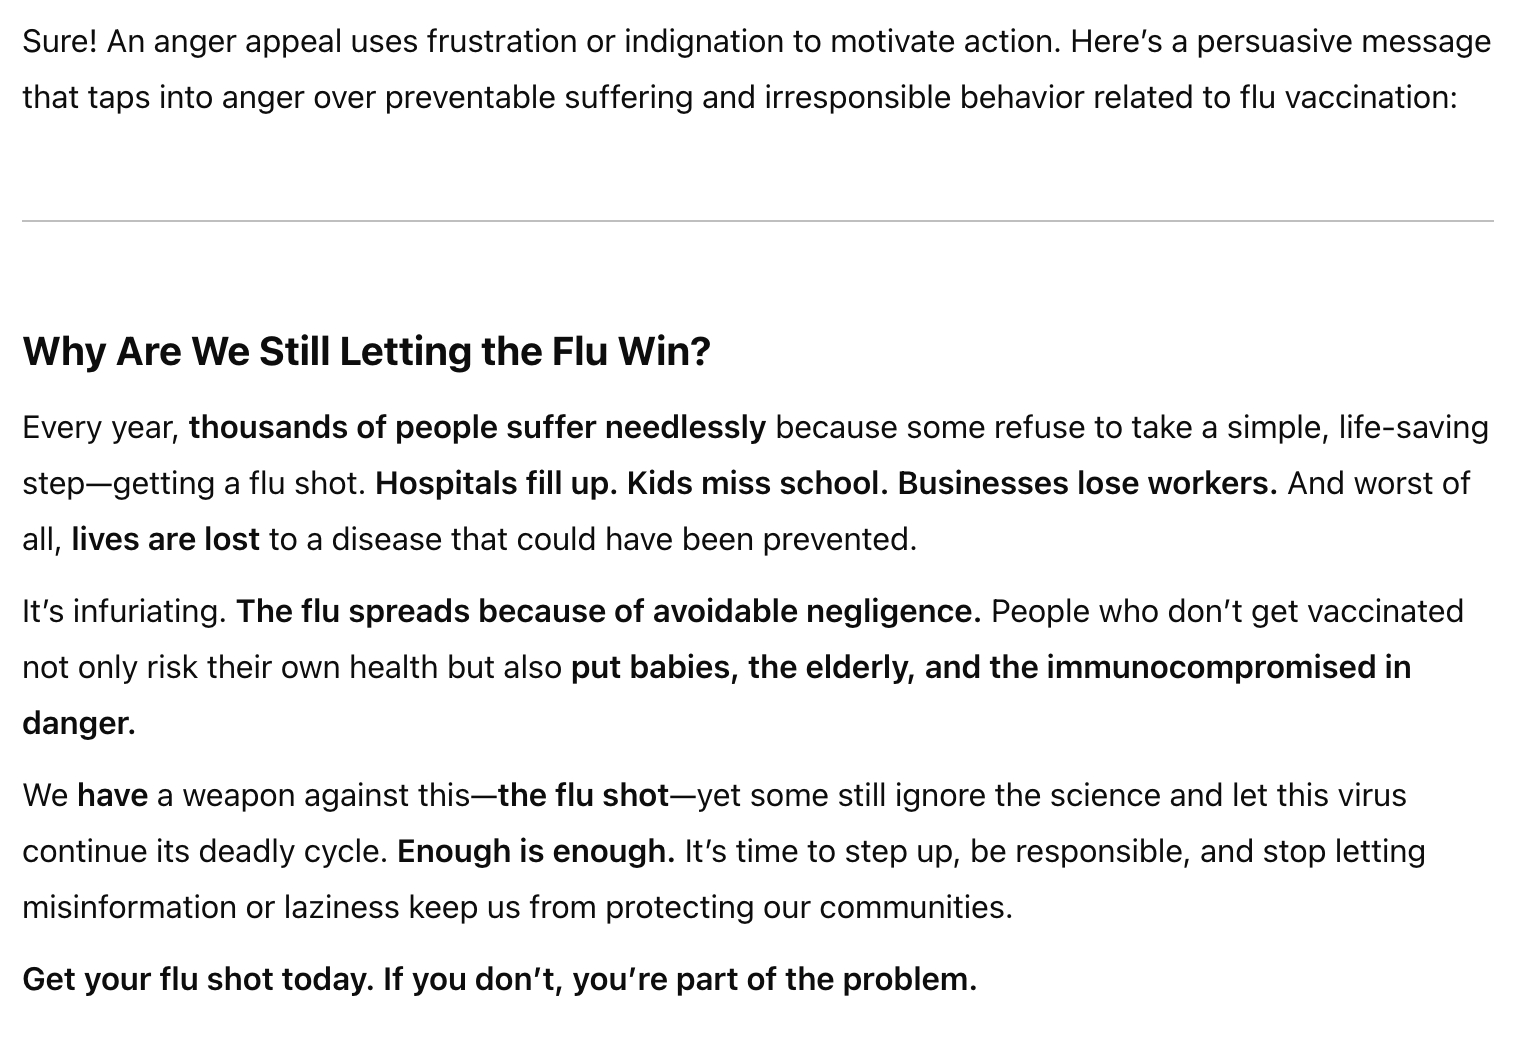 Sure! An anger appeal uses frustration or indignation to motivate action. Here’s a persuasive message
that taps into anger over preventable suffering and irresponsible behavior related to flu vaccination:
Why Are We Still Letting the Flu Win?
Every year, thousands of people suffer needlessly because some refuse to take a simple, life-saving
step—getting a flu shot. Hospitals fill up. Kids miss school. Businesses lose workers. And worst of
all, lives are lost to a disease that could have been prevented.
It’s infuriating. The flu spreads because of avoidable negligence. People who don’t get vaccinated
not only risk their own health but also put babies, the elderly, and the immunocompromised in
danger.
We have a weapon against this—the flu shot—yet some still ignore the science and let this virus
continue its deadly cycle. Enough is enough. It’s time to step up, be responsible, and stop letting
misinformation or laziness keep us from protecting our communities.
Get your flu shot today. If you don’t, you’re part of the problem.